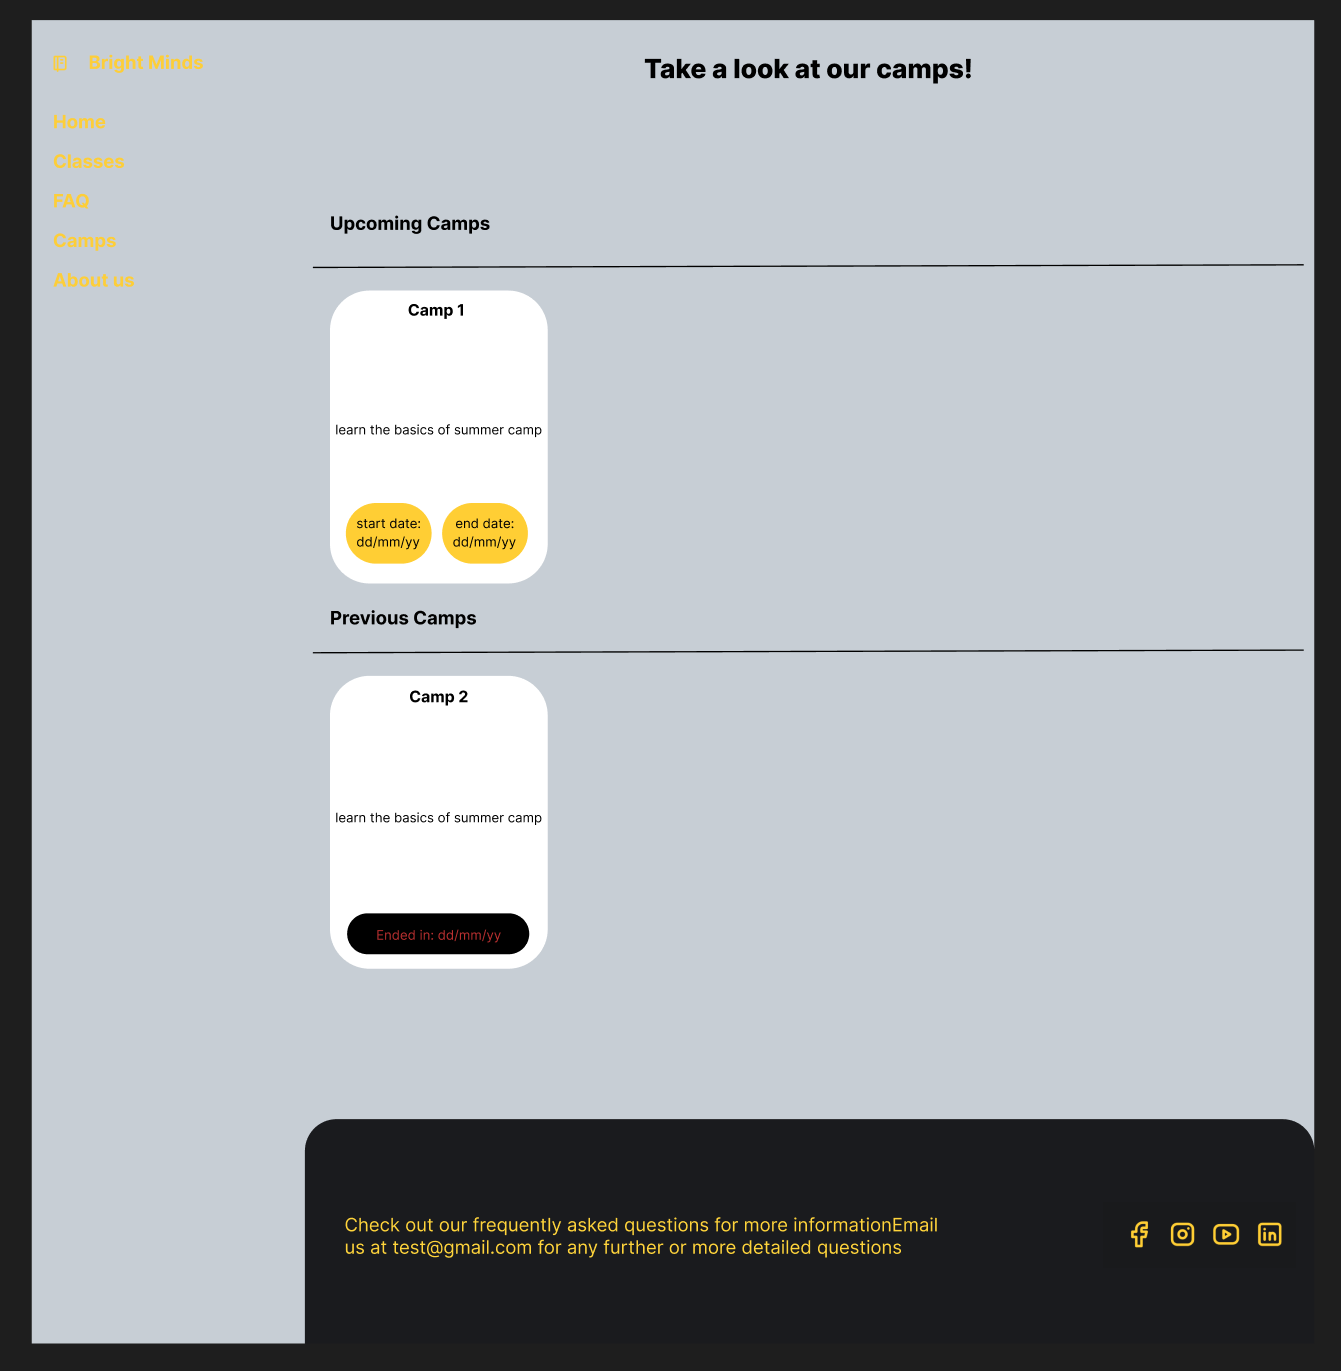 Bright Minds
Home
Classes
FAQ
Camps
About us
Take a look at our camps!
Upcoming Camps
Camp 1
learn the basics of summer camp
start date:
dd/mm/yy
end date:
dd/mm/yy
Previous Camps
Camp 2
learn the basics of summer camp
Ended in: dd/mm/yy
Check out our frequently asked questions for more informationEmail
us at test@gmail.com for any further or more detailed questions